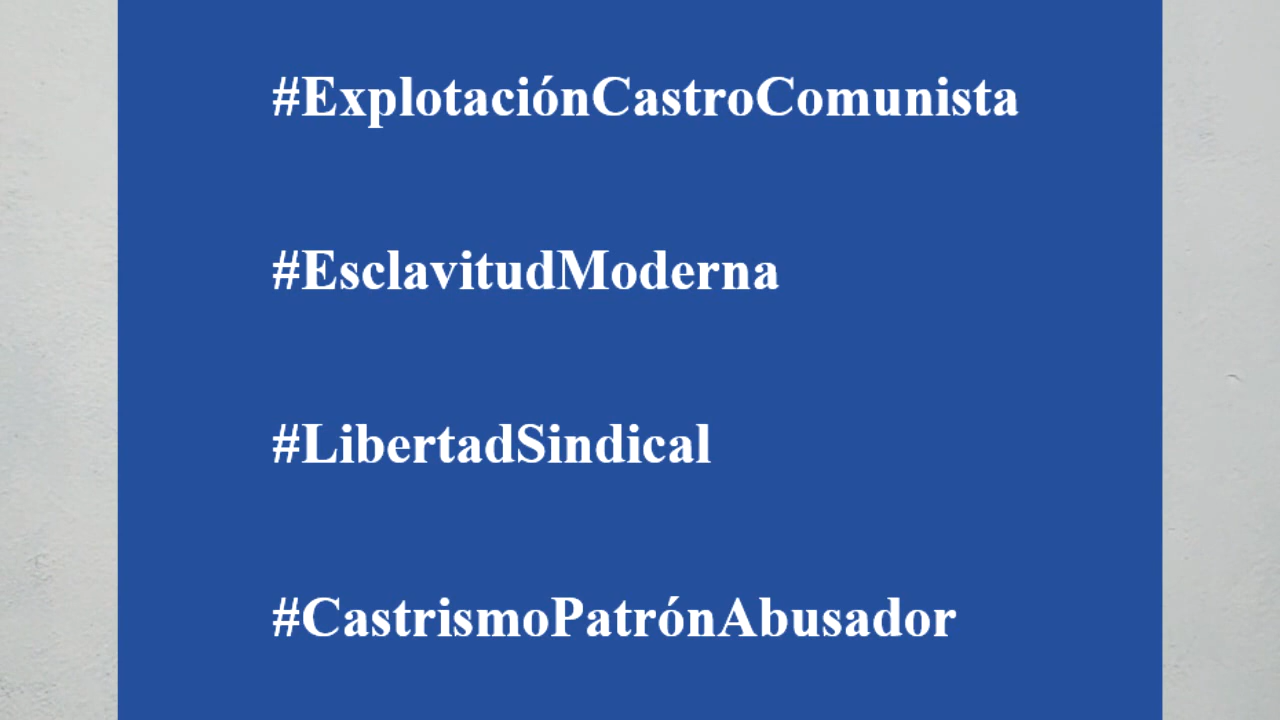 #ExplotaciónCastroComunista
#EsclavitudModerna
#LibertadSindical
#CastrismoPatrónAbusador